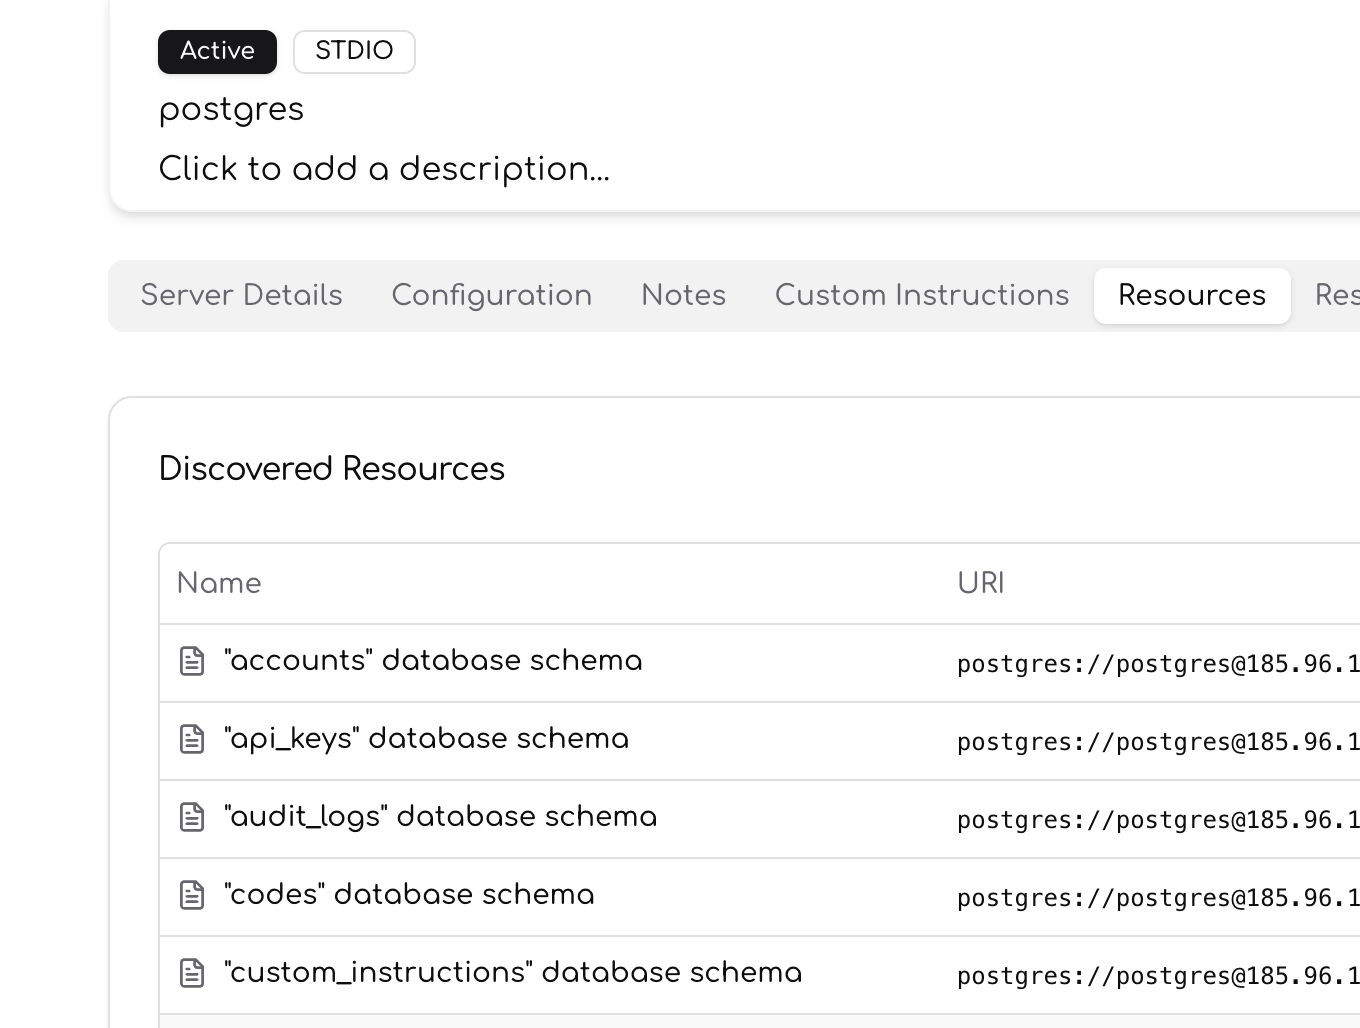 Active STDIO
postgres
Click to add a description...
Server Details Configuration Notes Custom Instructions Resources Res
Discovered Resources
Name URI
"accounts" database schema postgres://postgres@185.96.1
"api_keys" database schema postgres://postgres@185.96.1
"audit_logs" database schema postgres://postgres@185.96.1
"codes" database schema postgres://postgres@185.96.1
"custom_instructions" database schema postgres://postgres@185.96.1